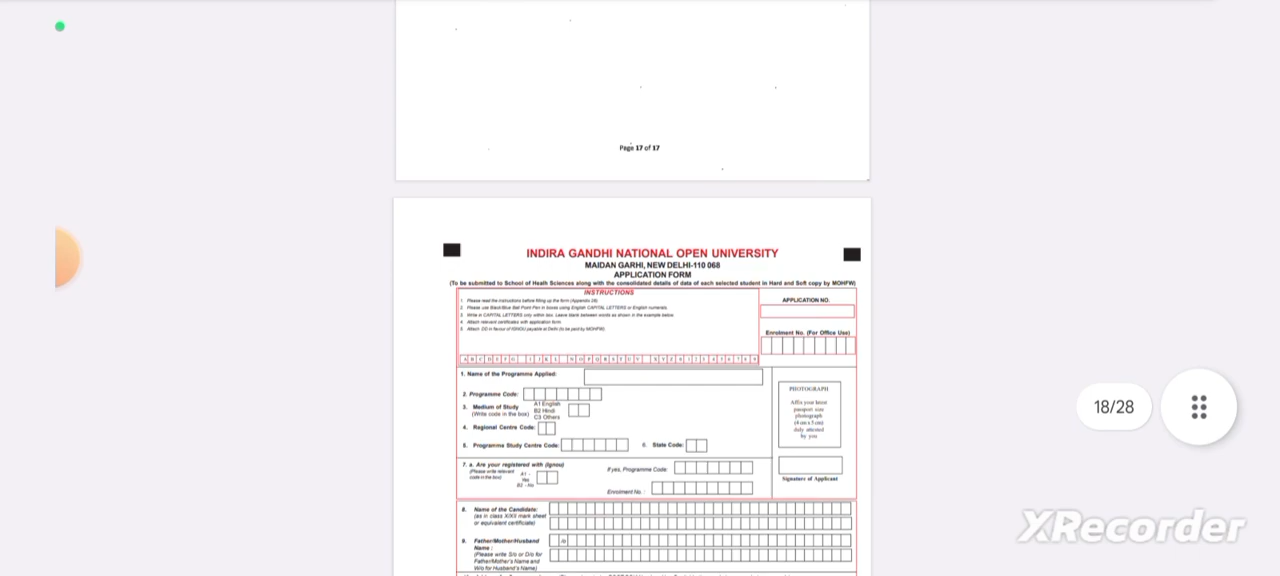 Page 17 of 17
INDIRA GANDHI NATIONAL OPEN UNIVERSITY
MAIDAN GARHI, NEW DELHI-110 068
APPLICATION FORM
(To be submitted to School of Health Sciences along with the consolidated details of data of each selected student in Hard and Soft copy by MOHFW)
INSTRUCTIONS
1 Please read the instructions before filling up the form
2 Please use Black/Blue Ball Point Pen in boxes using English CAPITAL LETTERS or English numerals
3 Write in CAPITAL LETTERS only within box. Leave blank between words as shown in the example below
4 Attach relevant certificates with application form
5 Attach DD in favour of IGNOU payable at Delhi (to be paid by MOHFW)
APPLICATION NO.
Enrolment No. (For Office Use)
1. Name of the Programme Applied:
2. Programme Code:
3. Medium of Study
(Write code in the box)
A1 English
B2 Hindi
C3 Others
4. Regional Centre Code:
5. Programme Study Centre Code:
6. State Code:
PHOTOGRAPH
Affix your latest
passport size
photograph
(4 cm x 5 cm)
duly attested
by you
Signature of Applicant
7. a. Are your registered with (Ignou)
(Please write relevant
code in the box)
A1 -
Yes
B2 - No
If yes, Programme Code:
Enrolment No :
8. Name of the Candidate:
(as in class X/XII mark sheet
or equivalent certificate)
9. Father/Mother/Husband
Name :
(Please write S/o or D/o for
Father/Mother's Name and
W/o for Husband's Name)
18/28
XRecorder